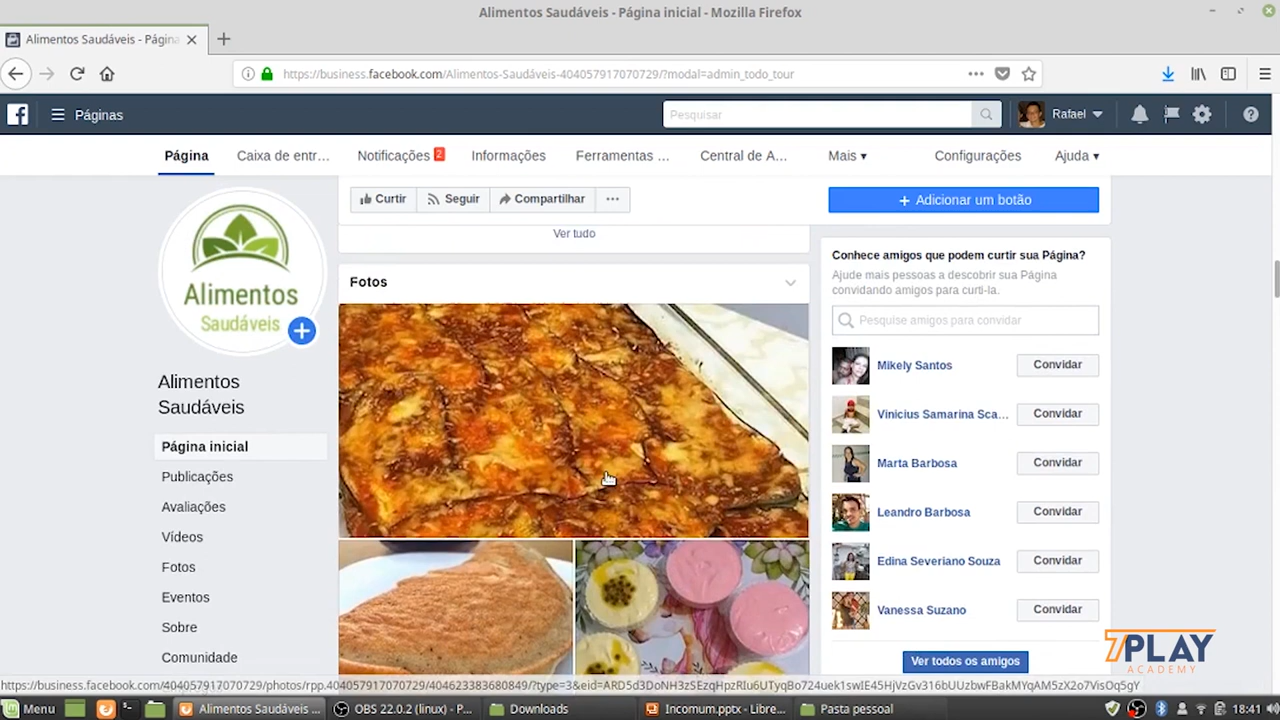 Alimentos Saudáveis - Página inicial - Mozilla Firefox
Alimentos Saudáveis - Página
https://business.facebook.com/Alimentos-Saudáveis-404057917070729/?modal=admin_todo_tour
Páginas
Pesquisar
Rafael
Página
Caixa de entr...
Notificações 2
Informações
Ferramentas ...
Central de A...
Mais
Configurações
Ajuda
Alimentos
Saudáveis
Alimentos
Saudáveis
Página inicial
Publicações
Avaliações
Vídeos
Fotos
Eventos
Sobre
Comunidade
Curtir
Seguir
Compartilhar
Ver tudo
Fotos
+ Adicionar um botão
Conhece amigos que podem curtir sua Página?
Ajude mais pessoas a descobrir sua Página
convidando amigos para curti-la.
Pesquise amigos para convidar
Mikely Santos Convidar
Vinicius Samarina Sca... Convidar
Marta Barbosa Convidar
Leandro Barbosa Convidar
Edina Severiano Souza Convidar
Vanessa Suzano Convidar
Ver todos os amigos
7PLAY
ACADEMY
Menu
Alimentos Saudáveis ...
OBS 22.0.2 (linux) - P...
Downloads
Incomum.pptx - Libre...
Pasta pessoal
18:41